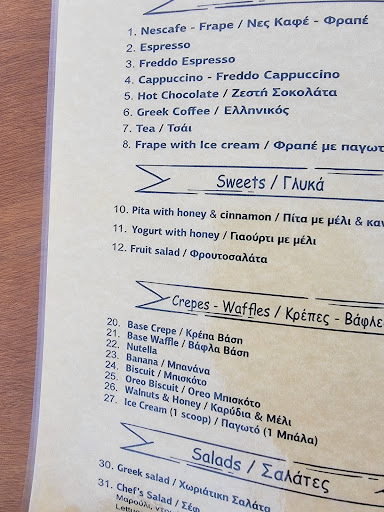 1. Nescafe - Frape / Νες Καφέ - Φραπέ
2. Espresso
3. Freddo Espresso
4. Cappuccino - Freddo Cappuccino
5. Hot Chocolate / Ζεστή Σοκολάτα
6. Greek Coffee / Ελληνικός
7. Tea / Τσάι
8. Frape with Ice cream / Φραπέ με παγωτ
Sweets / Γλυκά
10. Pita with honey & cinnamon / Πίτα με μέλι & καν
11. Yogurt with honey / Γιαούρτι με μέλι
12. Fruit salad / Φρουτοσαλάτα
Crepes - Waffles / Κρέπες - Βάφλε
20. Base Crepe / Κρέπα Βάση
21. Base Waffle / Βάφλα Βάση
22. Nutella
23. Banana / Μπανάνα
24. Biscuit / Μπισκότο
25. Oreo Biscuit / Oreo Μπισκότο
26. Walnuts & Honey / Καρύδια & Μέλι
27. Ice Cream (1 scoop) / Παγωτό (1 Μπάλα)
Salads / Σαλάτες
30. Greek salad / Χωριάτικη Σαλάτα
31. Chef's Salad / Σέφ
Μαρούλι, ντομ
Lettuc